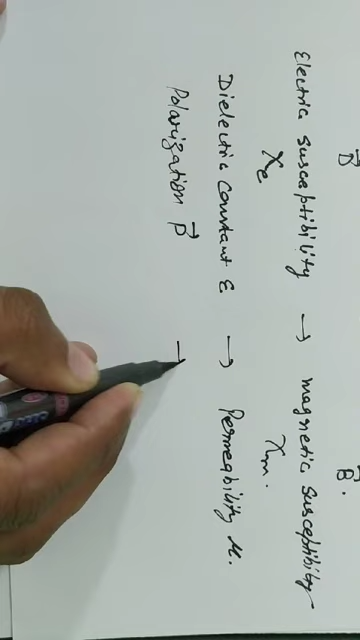 D⃗ B⃗.
Electric Susceptibility → magnetic Susceptibility
χe χm.
Dielectric Constant ε → Permeability μ.
Polarization P⃗ →